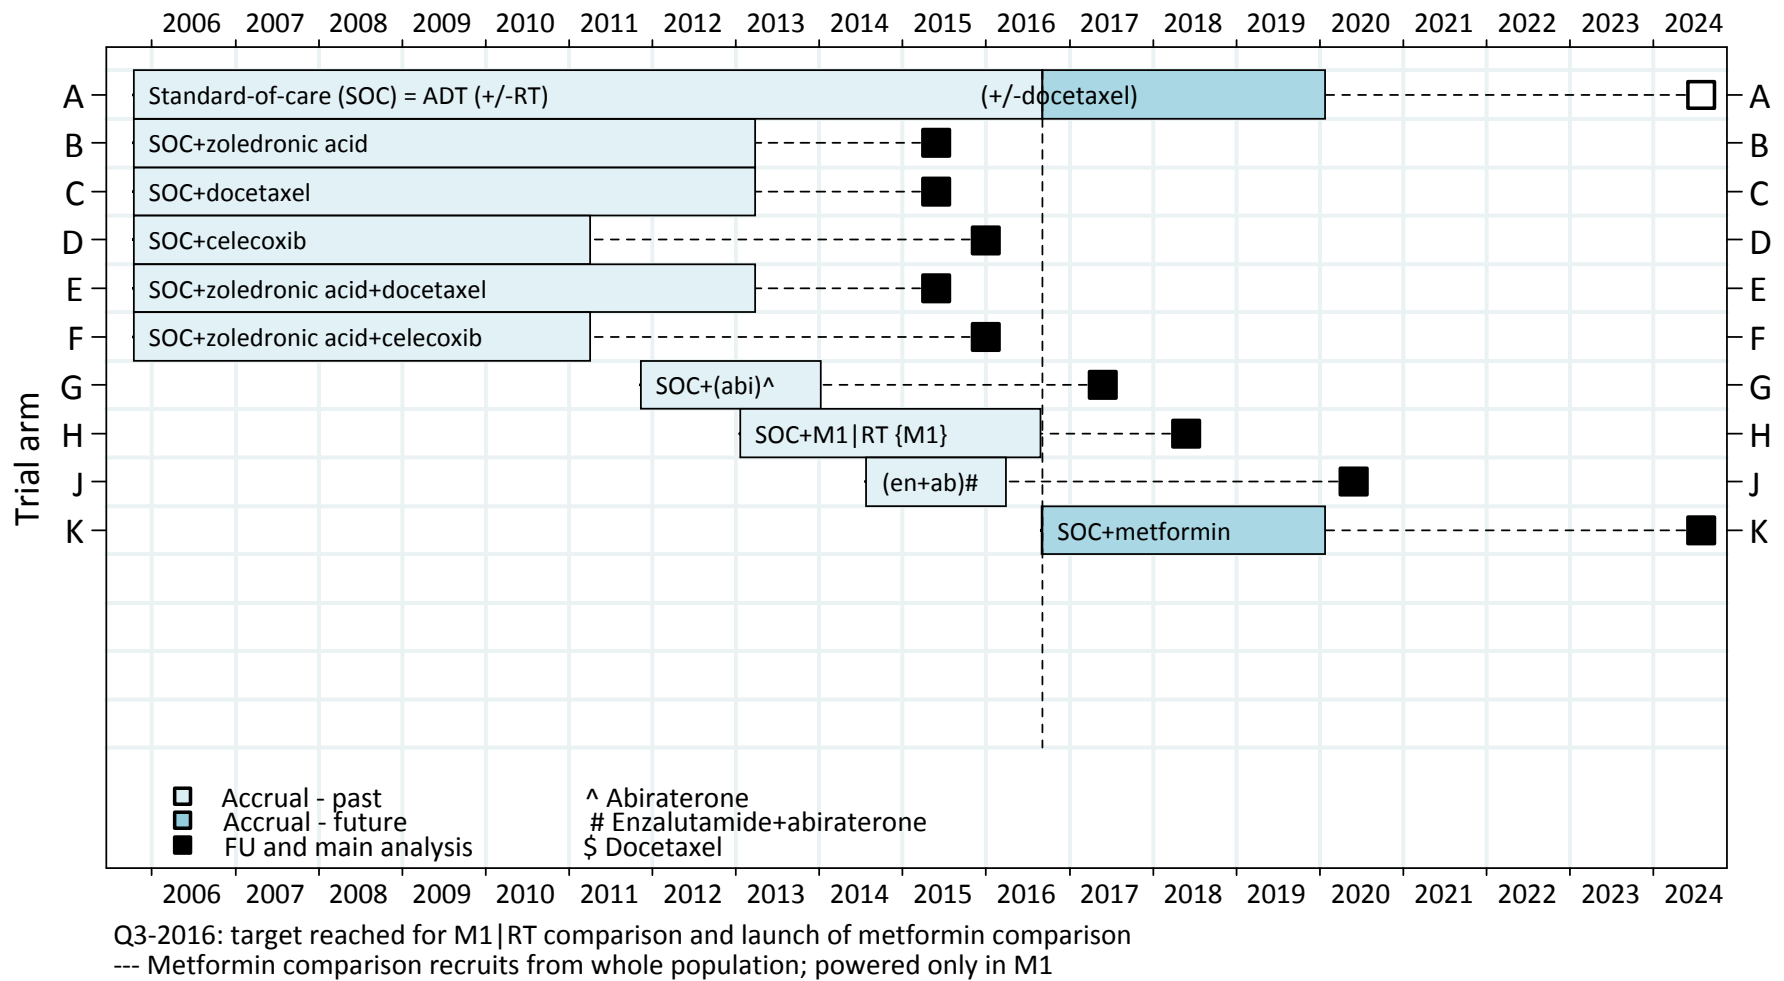 2006 2007 2008 2009 2010 2011 2012 2013 2014 2015 2016 2017 2018 2019 2020 2021 2022 2023 2024
Trial arm
A Standard-of-care (SOC) = ADT (+/-RT) (+/-docetaxel) A
B SOC+zoledronic acid B
C SOC+docetaxel C
D SOC+celecoxib D
E SOC+zoledronic acid+docetaxel E
F SOC+zoledronic acid+celecoxib F
G SOC+(abi)^ G
H SOC+M1|RT {M1} H
J (en+ab)# J
K SOC+metformin K
Accrual - past ^ Abiraterone
Accrual - future # Enzalutamide+abiraterone
FU and main analysis $ Docetaxel
2006 2007 2008 2009 2010 2011 2012 2013 2014 2015 2016 2017 2018 2019 2020 2021 2022 2023 2024
Q3-2016: target reached for M1|RT comparison and launch of metformin comparison
--- Metformin comparison recruits from whole population; powered only in M1